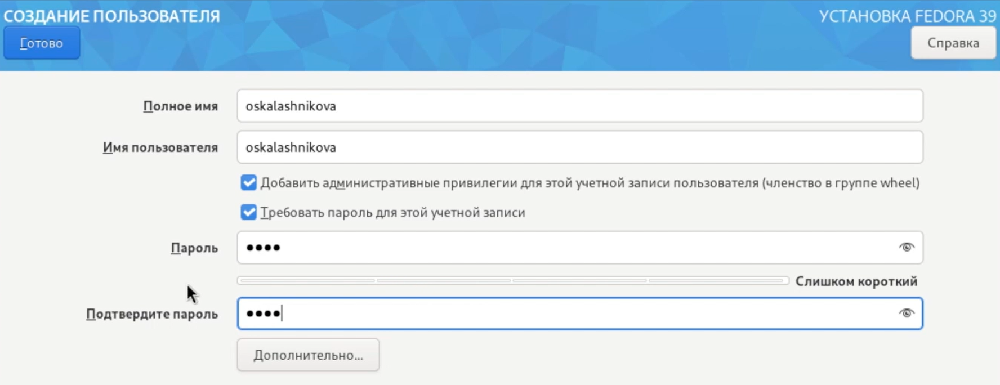 СОЗДАНИЕ ПОЛЬЗОВАТЕЛЯ
УСТАНОВКА FEDORA 39
Готово
Справка
Полное имя
oskalashnikova
Имя пользователя
oskalashnikova
Добавить административные привилегии для этой учетной записи пользователя (членство в группе wheel)
Требовать пароль для этой учетной записи
Пароль
••••
Слишком короткий
Подтвердите пароль
••••
Дополнительно...